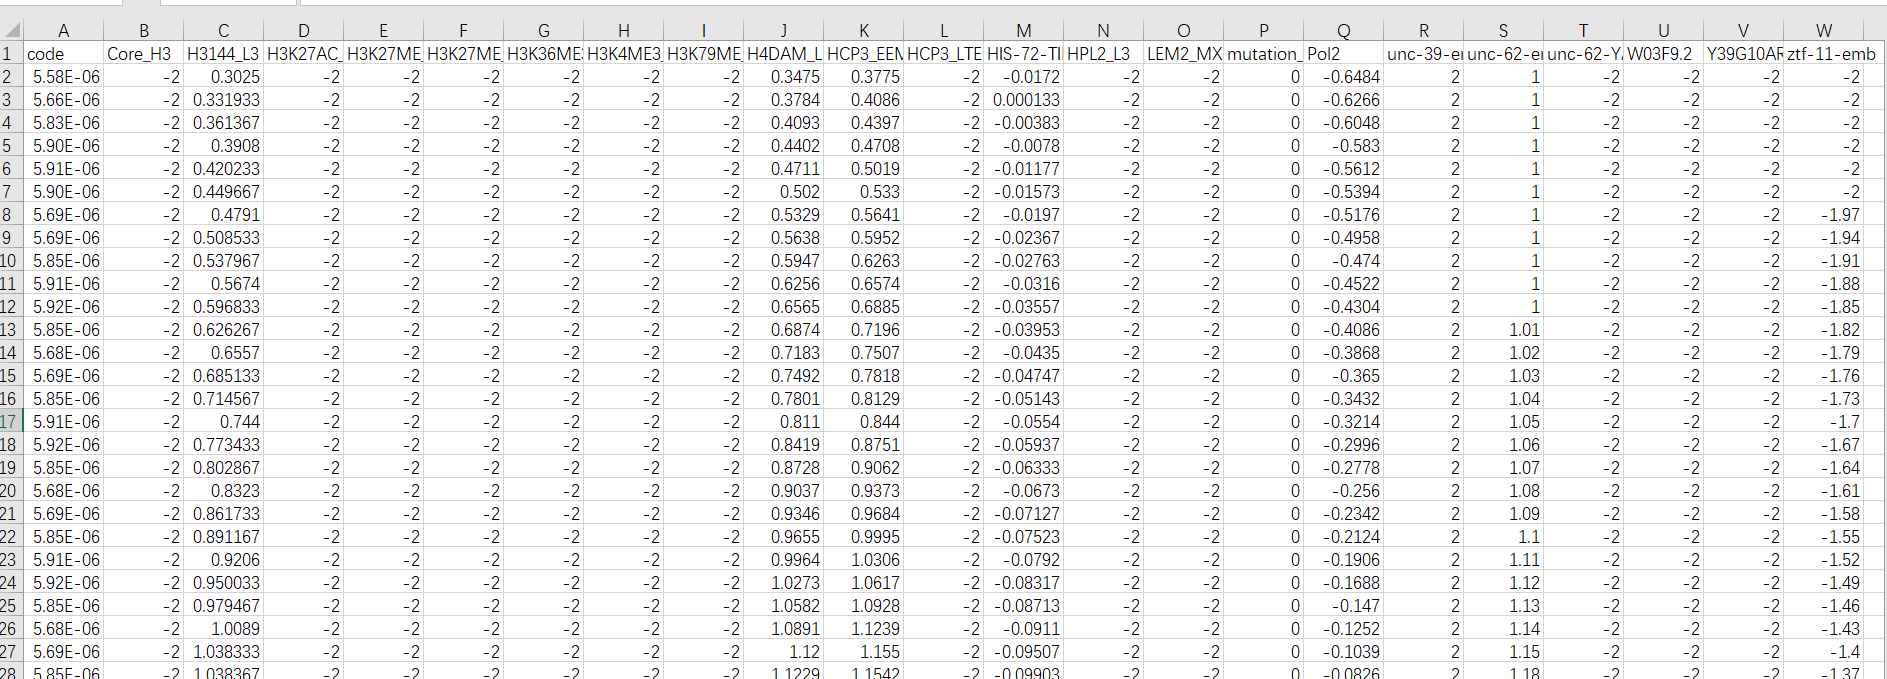 A B C D E F G H I J K L M N O P Q R S T U V W
1 code Core_H3 H3144_L3 H3K27AC_ H3K27ME H3K27ME H3K36ME H3K4ME3 H3K79ME H4DAM_L HCP3_EEM HCP3_LTE HIS-72-TI HPL2_L3 LEM2_MX mutation_ Pol2 unc-39-e unc-62-e unc-62-Y W03F9.2 Y39G10AF ztf-11-emb
2 5.58E-06 -2 0.3025 -2 -2 -2 -2 -2 -2 0.3475 0.3775 -2 -0.0172 -2 -2 0 -0.6484 2 1 -2 -2 -2 -2
3 5.66E-06 -2 0.331933 -2 -2 -2 -2 -2 -2 0.3784 0.4086 -2 0.000133 -2 -2 0 -0.6266 2 1 -2 -2 -2 -2
4 5.83E-06 -2 0.361367 -2 -2 -2 -2 -2 -2 0.4093 0.4397 -2 -0.00383 -2 -2 0 -0.6048 2 1 -2 -2 -2 -2
5 5.90E-06 -2 0.3908 -2 -2 -2 -2 -2 -2 0.4402 0.4708 -2 -0.0078 -2 -2 0 -0.583 2 1 -2 -2 -2 -2
6 5.91E-06 -2 0.420233 -2 -2 -2 -2 -2 -2 0.4711 0.5019 -2 -0.01177 -2 -2 0 -0.5612 2 1 -2 -2 -2 -2
7 5.90E-06 -2 0.449667 -2 -2 -2 -2 -2 -2 0.502 0.533 -2 -0.01573 -2 -2 0 -0.5394 2 1 -2 -2 -2 -2
8 5.69E-06 -2 0.4791 -2 -2 -2 -2 -2 -2 0.5329 0.5641 -2 -0.0197 -2 -2 0 -0.5176 2 1 -2 -2 -2 -1.97
9 5.69E-06 -2 0.508533 -2 -2 -2 -2 -2 -2 0.5638 0.5952 -2 -0.02367 -2 -2 0 -0.4958 2 1 -2 -2 -2 -1.94
10 5.85E-06 -2 0.537967 -2 -2 -2 -2 -2 -2 0.5947 0.6263 -2 -0.02763 -2 -2 0 -0.474 2 1 -2 -2 -2 -1.91
11 5.91E-06 -2 0.5674 -2 -2 -2 -2 -2 -2 0.6256 0.6574 -2 -0.0316 -2 -2 0 -0.4522 2 1 -2 -2 -2 -1.88
12 5.92E-06 -2 0.596833 -2 -2 -2 -2 -2 -2 0.6565 0.6885 -2 -0.03557 -2 -2 0 -0.4304 2 1 -2 -2 -2 -1.85
13 5.85E-06 -2 0.626267 -2 -2 -2 -2 -2 -2 0.6874 0.7196 -2 -0.03953 -2 -2 0 -0.4086 2 1.01 -2 -2 -2 -1.82
14 5.68E-06 -2 0.6557 -2 -2 -2 -2 -2 -2 0.7183 0.7507 -2 -0.0435 -2 -2 0 -0.3868 2 1.02 -2 -2 -2 -1.79
15 5.69E-06 -2 0.685133 -2 -2 -2 -2 -2 -2 0.7492 0.7818 -2 -0.04747 -2 -2 0 -0.365 2 1.03 -2 -2 -2 -1.76
16 5.85E-06 -2 0.714567 -2 -2 -2 -2 -2 -2 0.7801 0.8129 -2 -0.05143 -2 -2 0 -0.3432 2 1.04 -2 -2 -2 -1.73
17 5.91E-06 -2 0.744 -2 -2 -2 -2 -2 -2 0.811 0.844 -2 -0.0554 -2 -2 0 -0.3214 2 1.05 -2 -2 -2 -1.7
18 5.92E-06 -2 0.773433 -2 -2 -2 -2 -2 -2 0.8419 0.8751 -2 -0.05937 -2 -2 0 -0.2996 2 1.06 -2 -2 -2 -1.67
19 5.85E-06 -2 0.802867 -2 -2 -2 -2 -2 -2 0.8728 0.9062 -2 -0.06333 -2 -2 0 -0.2778 2 1.07 -2 -2 -2 -1.64
20 5.68E-06 -2 0.8323 -2 -2 -2 -2 -2 -2 0.9037 0.9373 -2 -0.0673 -2 -2 0 -0.256 2 1.08 -2 -2 -2 -1.61
21 5.69E-06 -2 0.861733 -2 -2 -2 -2 -2 -2 0.9346 0.9684 -2 -0.07127 -2 -2 0 -0.2342 2 1.09 -2 -2 -2 -1.58
22 5.85E-06 -2 0.891167 -2 -2 -2 -2 -2 -2 0.9655 0.9995 -2 -0.07523 -2 -2 0 -0.2124 2 1.1 -2 -2 -2 -1.55
23 5.91E-06 -2 0.9206 -2 -2 -2 -2 -2 -2 0.9964 1.0306 -2 -0.0792 -2 -2 0 -0.1906 2 1.11 -2 -2 -2 -1.52
24 5.92E-06 -2 0.950033 -2 -2 -2 -2 -2 -2 1.0273 1.0617 -2 -0.08317 -2 -2 0 -0.1688 2 1.12 -2 -2 -2 -1.49
25 5.85E-06 -2 0.979467 -2 -2 -2 -2 -2 -2 1.0582 1.0928 -2 -0.08713 -2 -2 0 -0.147 2 1.13 -2 -2 -2 -1.46
26 5.68E-06 -2 1.0089 -2 -2 -2 -2 -2 -2 1.0891 1.1239 -2 -0.0911 -2 -2 0 -0.1252 2 1.14 -2 -2 -2 -1.43
27 5.69E-06 -2 1.038333 -2 -2 -2 -2 -2 -2 1.12 1.155 -2 -0.09507 -2 -2 0 -0.1039 2 1.15 -2 -2 -2 -1.4
28 5.85E-06 -2 1.038367 -2 -2 -2 -2 -2 -2 1.1229 1.1542 -2 -0.09903 -2 -2 0 -0.0826 2 1.18 -2 -2 -2 -1.37